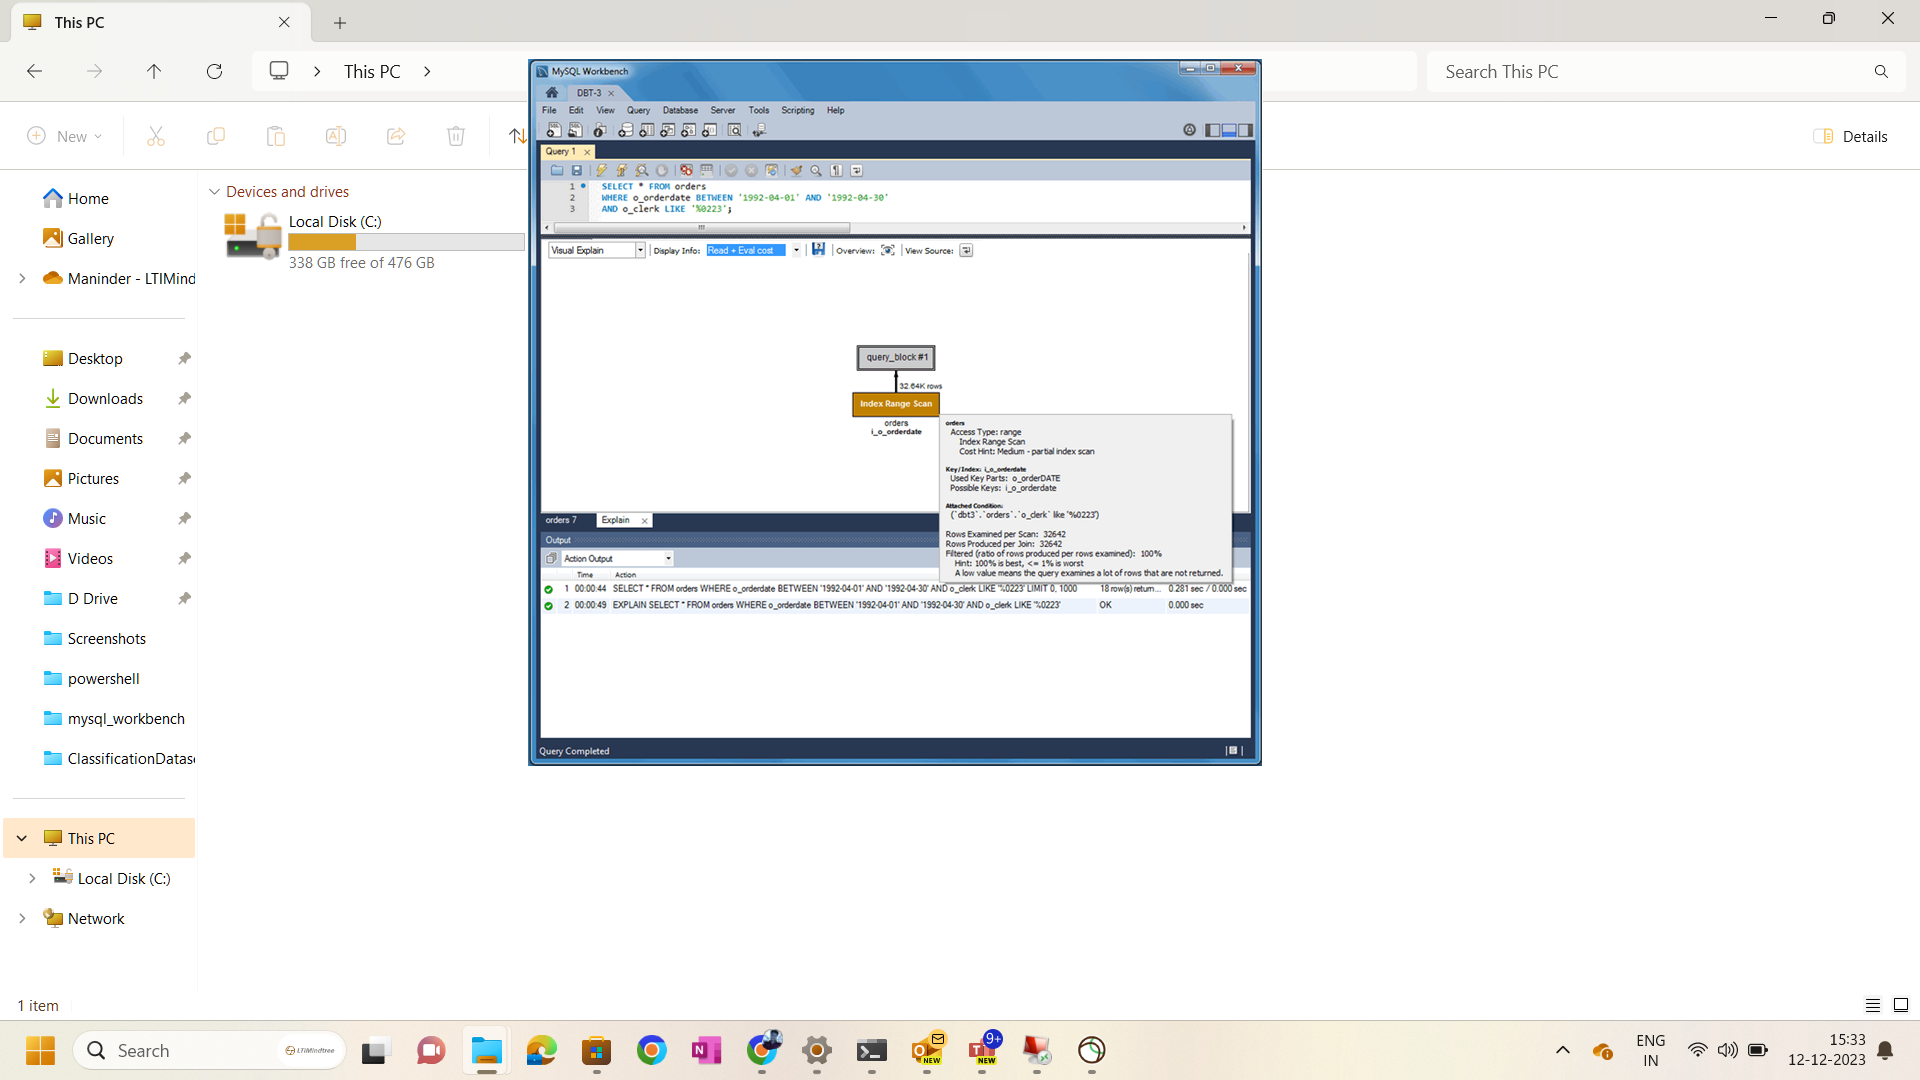 This PC
This PC
Search This PC
New
Details
Home
Gallery
Maninder - LTIMind
Desktop
Downloads
Documents
Pictures
Music
Videos
D Drive
Screenshots
powershell
mysql_workbench
ClassificationDatas
This PC
Local Disk (C:)
Network
1 item
Devices and drives
Local Disk (C:)
338 GB free of 476 GB
MySQL Workbench
DBT-3
File Edit View Query Database Server Tools Scripting Help
Query 1
1 SELECT * FROM orders
2 WHERE o_orderdate BETWEEN '1992-04-01' AND '1992-04-30'
3 AND o_clerk LIKE '%0223';
Visual Explain Display Info: Read + Eval cost Overview: View Source:
query_block #1
32.64K rows
Index Range Scan
orders
i_o_orderdate
orders
Access Type: range
Index Range Scan
Cost Hint: Medium - partial index scan
Key/Index: i_o_orderdate
Used Key Parts: o_orderDATE
Possible Keys: i_o_orderdate
Attached Condition:
(`dbt3`.`orders`.`o_clerk` like '%0223')
Rows Examined per Scan: 32642
Rows Produced per Join: 32642
Filtered (ratio of rows produced per rows examined): 100%
Hint: 100% is best, <= 1% is worst
A low value means the query examines a lot of rows that are not returned.
orders 7 Explain
Output
Action Output
Time Action
1 00:00:44 SELECT * FROM orders WHERE o_orderdate BETWEEN '1992-04-01' AND '1992-04-30' AND o_clerk LIKE '%0223' LIMIT 0, 1000 18 row(s) return... 0.281 sec / 0.000 sec
2 00:00:49 EXPLAIN SELECT * FROM orders WHERE o_orderdate BETWEEN '1992-04-01' AND '1992-04-30' AND o_clerk LIKE '%0223' OK 0.000 sec
Query Completed
Search
LTIMindtree
NEW
9+
NEW
ENG
IN
15:33
12-12-2023